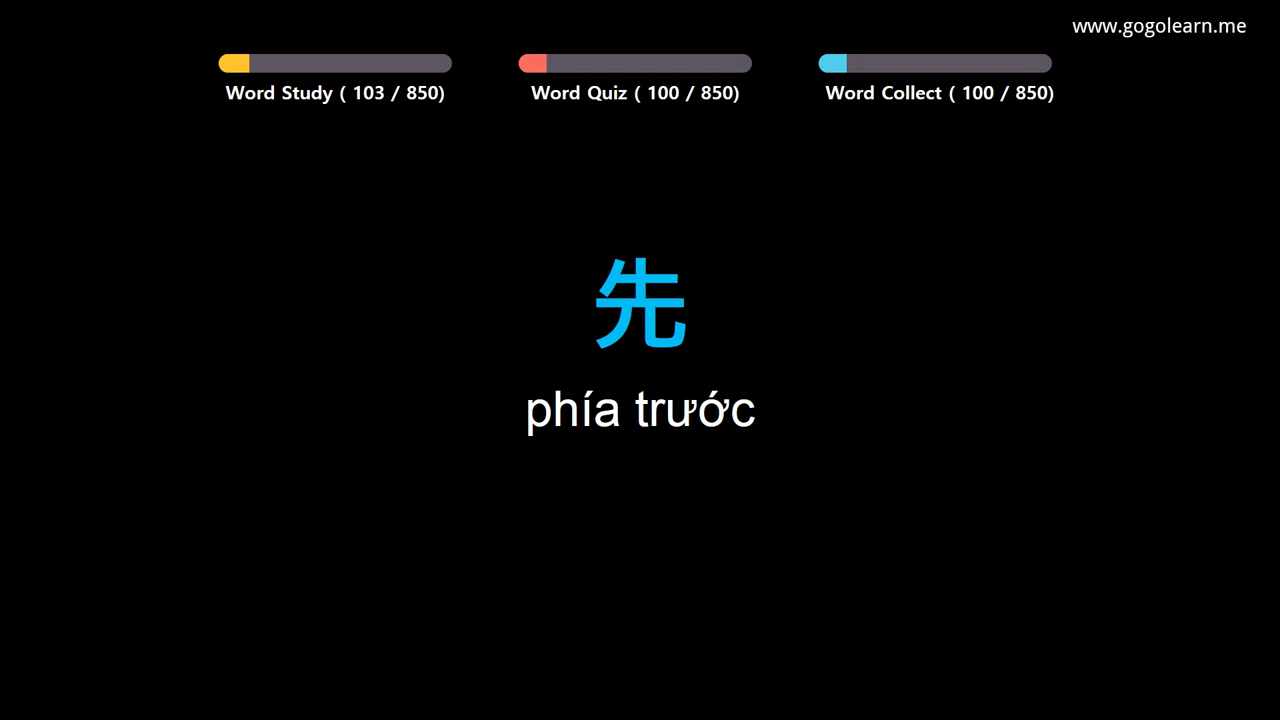 www.gogolearn.me
Word Study ( 103 / 850)
Word Quiz ( 100 / 850)
Word Collect ( 100 / 850)
先
phía trước